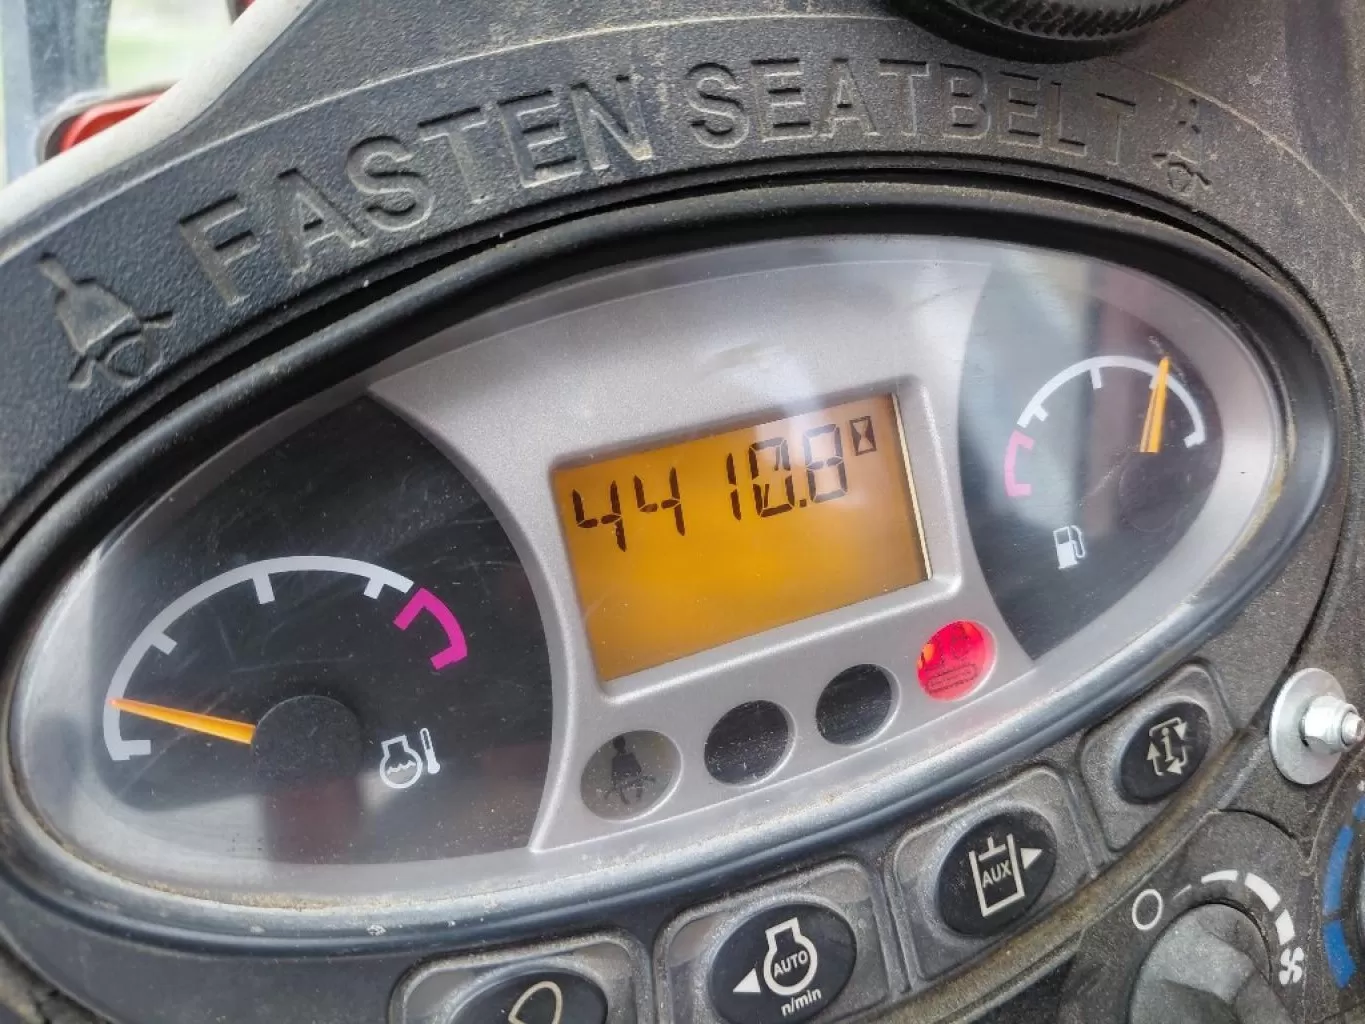 FASTEN SEATBELT
4410.8
AUX
AUTO
n/min